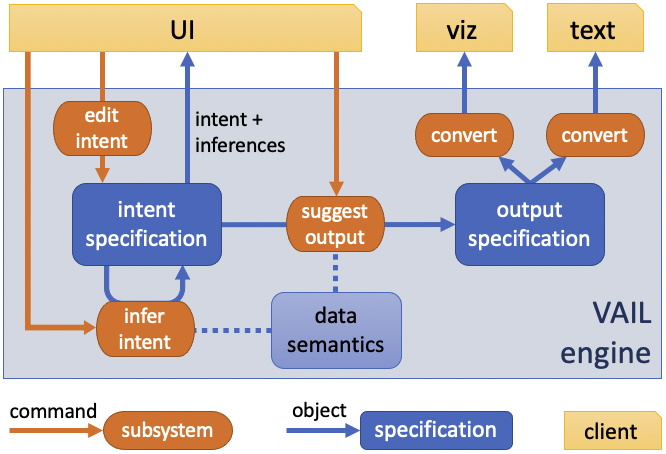 UI
viz
text
edit
intent
intent +
inferences
convert
convert
intent
specification
suggest
output
output
specification
infer
intent
data
semantics
VAIL
engine
command
subsystem
object
specification
client